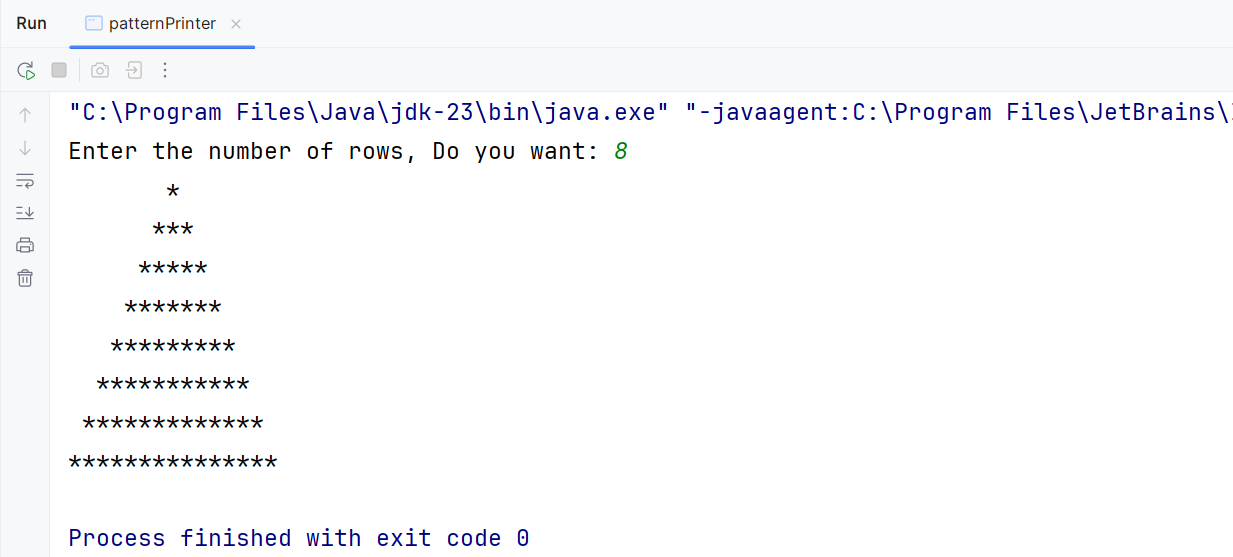 Run patternPrinter
"C:\Program Files\Java\jdk-23\bin\java.exe" "-javaagent:C:\Program Files\JetBrains\
Enter the number of rows, Do you want: 8
       *
      ***
     *****
    *******
   *********
  ***********
 *************
***************
Process finished with exit code 0